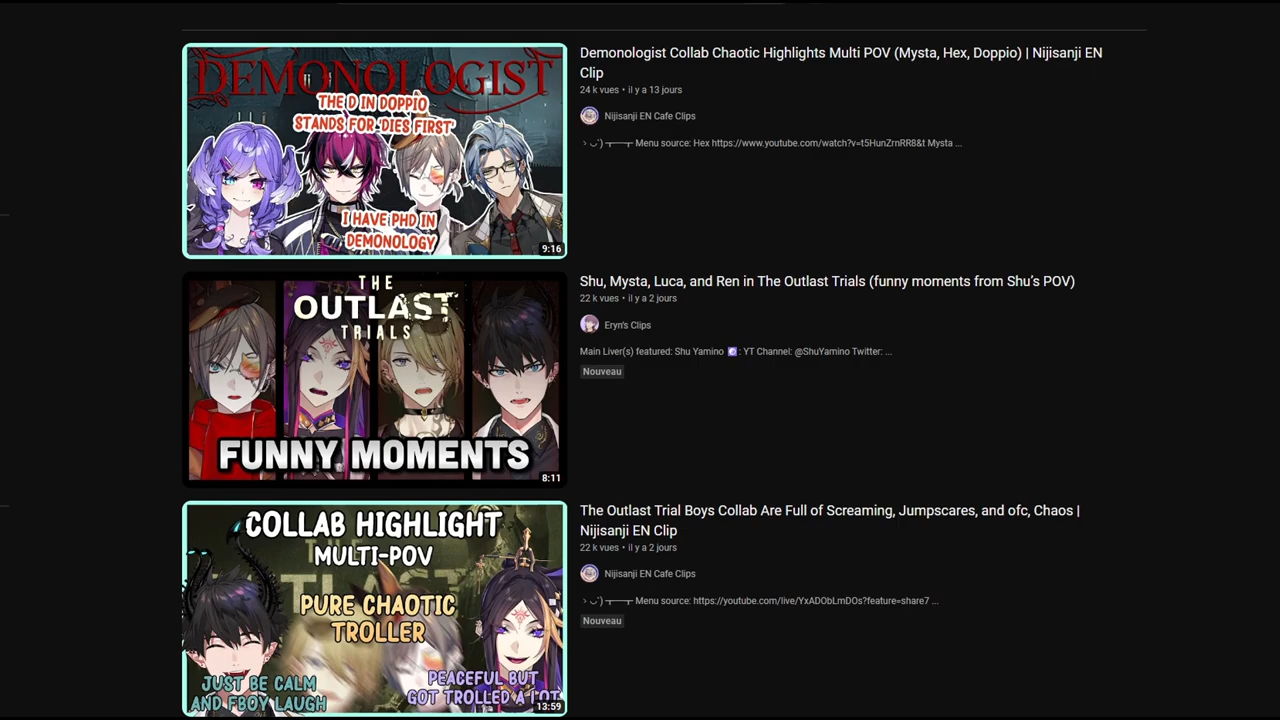 DEMONOLOGIST
THE D IN DOPPIO
STANDS FOR 'DIES FIRST'
I HAVE PHD IN
DEMONOLOGY
9:16
Demonologist Collab Chaotic Highlights Multi POV (Mysta, Hex, Doppio) | Nijisanji EN
Clip
24 k vues • il y a 13 jours
Nijisanji EN Cafe Clips
Menu source: Hex https://www.youtube.com/watch?v=t5HunZrnRR8&t Mysta ...
THE
OUTLAST
TRIALS
FUNNY MOMENTS
8:11
Shu, Mysta, Luca, and Ren in The Outlast Trials (funny moments from Shu's POV)
22 k vues • il y a 2 jours
Eryn's Clips
Main Liver(s) featured: Shu Yamino : YT Channel: @ShuYamino Twitter: ...
Nouveau
COLLAB HIGHLIGHT
MULTI-POV
PURE CHAOTIC
TROLLER
JUST BE CALM
AND FBOY LAUGH
PEACEFUL BUT
GOT TROLLED A LOT
13:59
The Outlast Trial Boys Collab Are Full of Screaming, Jumpscares, and ofc, Chaos |
Nijisanji EN Clip
22 k vues • il y a 2 jours
Nijisanji EN Cafe Clips
Menu source: https://youtube.com/live/YxADObLmDOs?feature=share7 ...
Nouveau